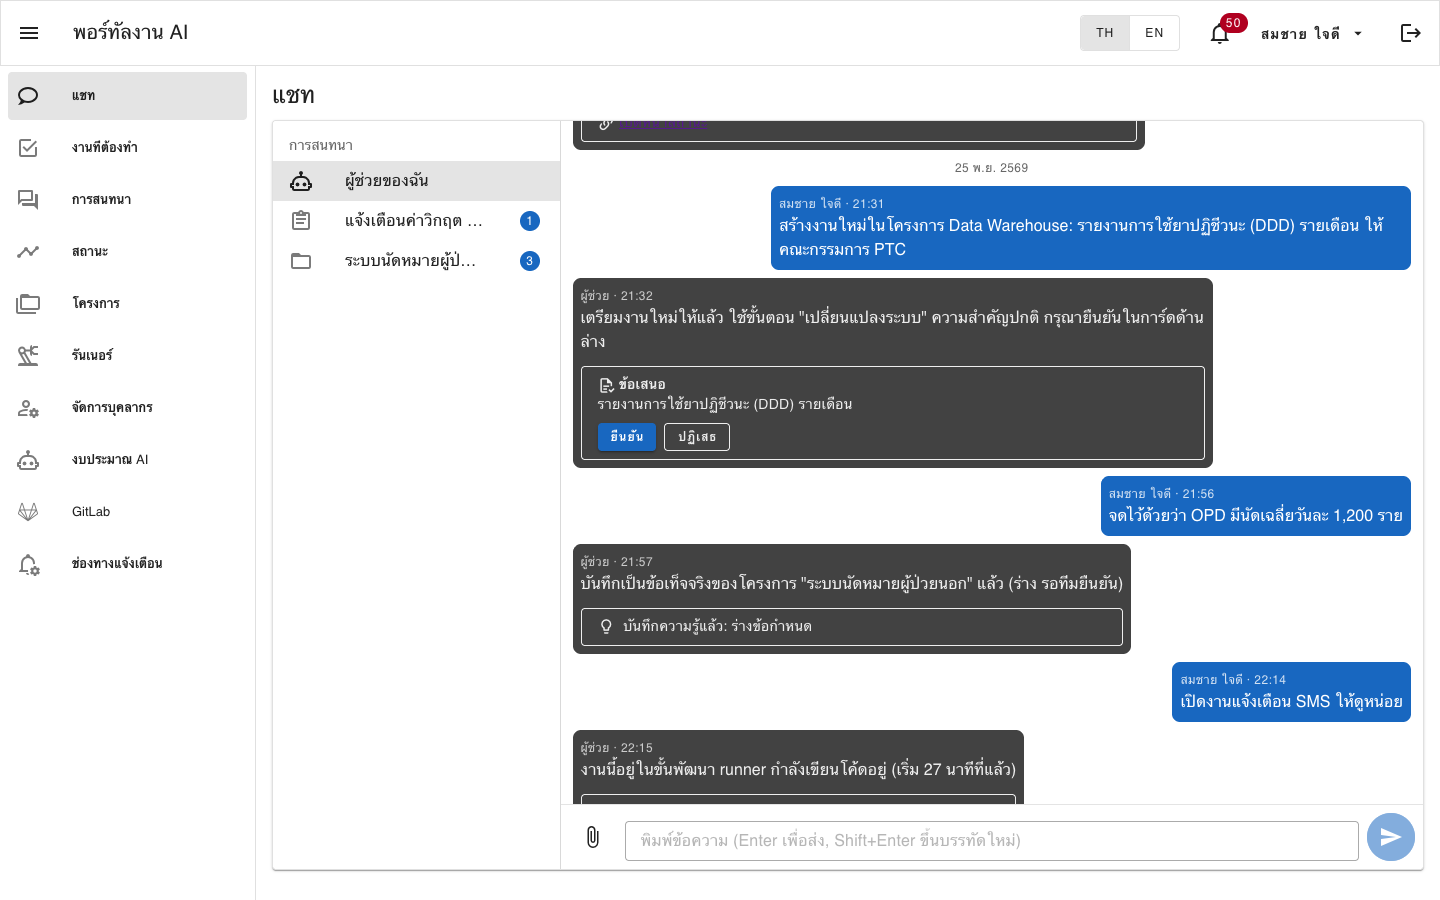 พอร์ทัลงาน AI
TH
EN
50
สมชาย ใจดี
แชท
งานที่ต้องทำ
การสนทนา
สถานะ
โครงการ
รันเนอร์
จัดการบุคลากร
งบประมาณ AI
GitLab
ช่องทางแจ้งเตือน
แชท
การสนทนา
ผู้ช่วยของฉัน
แจ้งเตือนค่าวิกฤต ...
1
ระบบนัดหมายผู้ป่...
3
25 พ.ย. 2569
สมชาย ใจดี · 21:31
สร้างงานใหม่ในโครงการ Data Warehouse: รายงานการใช้ยาปฏิชีวนะ (DDD) รายเดือน ให้
คณะกรรมการ PTC
ผู้ช่วย · 21:32
เตรียมงานใหม่ให้แล้ว ใช้ขั้นตอน "เปลี่ยนแปลงระบบ" ความสำคัญปกติ กรุณายืนยันในการ์ดด้าน
ล่าง
ข้อเสนอ
รายงานการใช้ยาปฏิชีวนะ (DDD) รายเดือน
ยืนยัน
ปฏิเสธ
สมชาย ใจดี · 21:56
จดไว้ด้วยว่า OPD มีนัดเฉลี่ยวันละ 1,200 ราย
ผู้ช่วย · 21:57
บันทึกเป็นข้อเท็จจริงของโครงการ "ระบบนัดหมายผู้ป่วยนอก" แล้ว (ร่าง รอทีมยืนยัน)
บันทึกความรู้แล้ว: ร่างข้อกำหนด
สมชาย ใจดี · 22:14
เปิดงานแจ้งเตือน SMS ให้ดูหน่อย
ผู้ช่วย · 22:15
งานนี้อยู่ในขั้นพัฒนา runner กำลังเขียนโค้ดอยู่ (เริ่ม 27 นาทีที่แล้ว)
พิมพ์ข้อความ (Enter เพื่อส่ง, Shift+Enter ขึ้นบรรทัดใหม่)